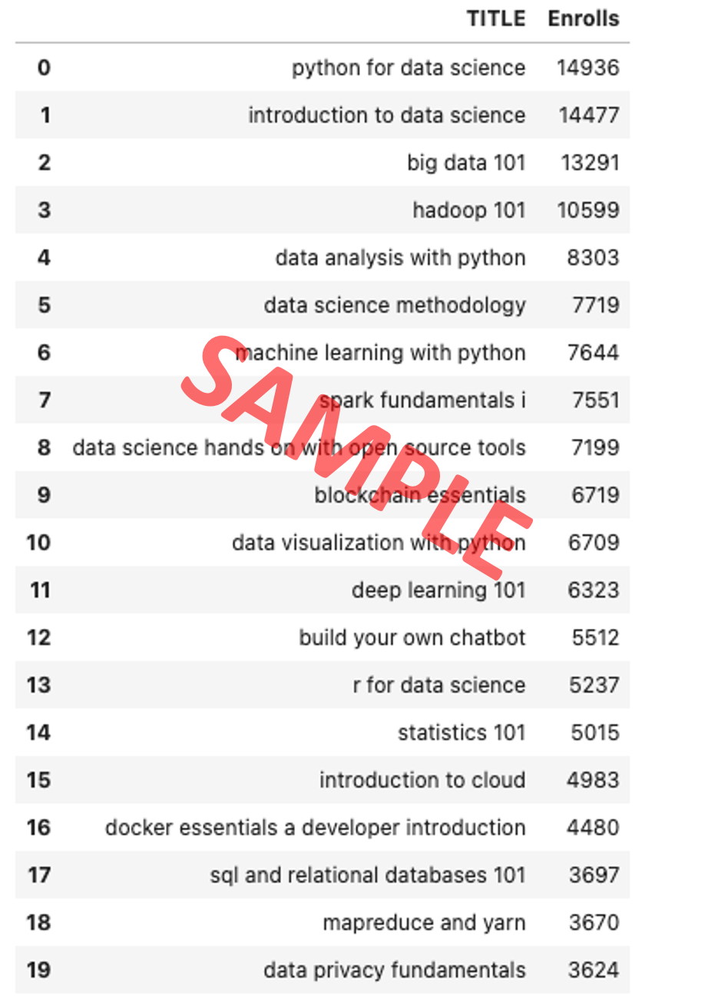 TITLE Enrolls
0 python for data science 14936
1 introduction to data science 14477
2 big data 101 13291
3 hadoop 101 10599
4 data analysis with python 8303
5 data science methodology 7719
6 machine learning with python 7644
7 spark fundamentals i 7551
8 data science hands on with open source tools 7199
9 blockchain essentials 6719
10 data visualization with python 6709
11 deep learning 101 6323
12 build your own chatbot 5512
13 r for data science 5237
14 statistics 101 5015
15 introduction to cloud 4983
16 docker essentials a developer introduction 4480
17 sql and relational databases 101 3697
18 mapreduce and yarn 3670
19 data privacy fundamentals 3624
SAMPLE